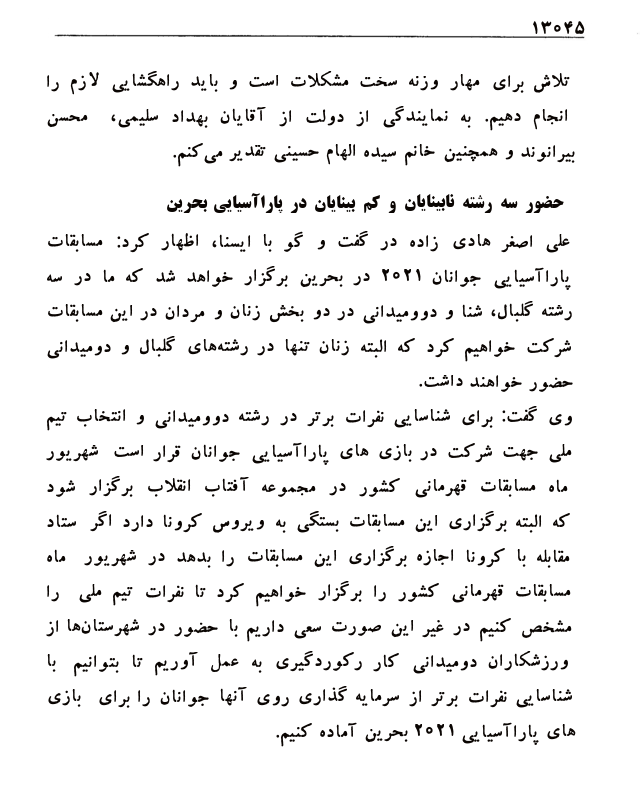 ۱۳۰۴۵
تلاش برای مهار وزنه سخت مشکلات است و باید راهگشایی لازم را
انجام دهیم. به نمایندگی از دولت از آقایان بهداد سلیمی، محسن
بیرانوند و همچنین خانم سیده الهام حسینی تقدیر می‌کنم.
حضور سه رشته نابینایان و کم بینایان در پاراآسیایی بحرین
علی اصغر هادی زاده در گفت و گو با ایسنا، اظهار کرد: مسابقات
پاراآسیایی جوانان ۲۰۲۱ در بحرین برگزار خواهد شد که ما در سه
رشته گلبال، شنا و دوومیدانی در دو بخش زنان و مردان در این مسابقات
شرکت خواهیم کرد که البته زنان تنها در رشته‌های گلبال و دومیدانی
حضور خواهند داشت.
وی گفت: برای شناسایی نفرات برتر در رشته دوومیدانی و انتخاب تیم
ملی جهت شرکت در بازی های پاراآسیایی جوانان قرار است شهریور
ماه مسابقات قهرمانی کشور در مجموعه آفتاب انقلاب برگزار شود
که البته برگزاری این مسابقات بستگی به ویروس کرونا دارد اگر ستاد
مقابله با کرونا اجازه برگزاری این مسابقات را بدهد در شهریور ماه
مسابقات قهرمانی کشور را برگزار خواهیم کرد تا نفرات تیم ملی را
مشخص کنیم در غیر این صورت سعی داریم با حضور در شهرستان‌ها از
ورزشکاران دومیدانی کار رکوردگیری به عمل آوریم تا بتوانیم با
شناسایی نفرات برتر از سرمایه گذاری روی آنها جوانان را برای بازی
های پاراآسیایی ۲۰۲۱ بحرین آماده کنیم.